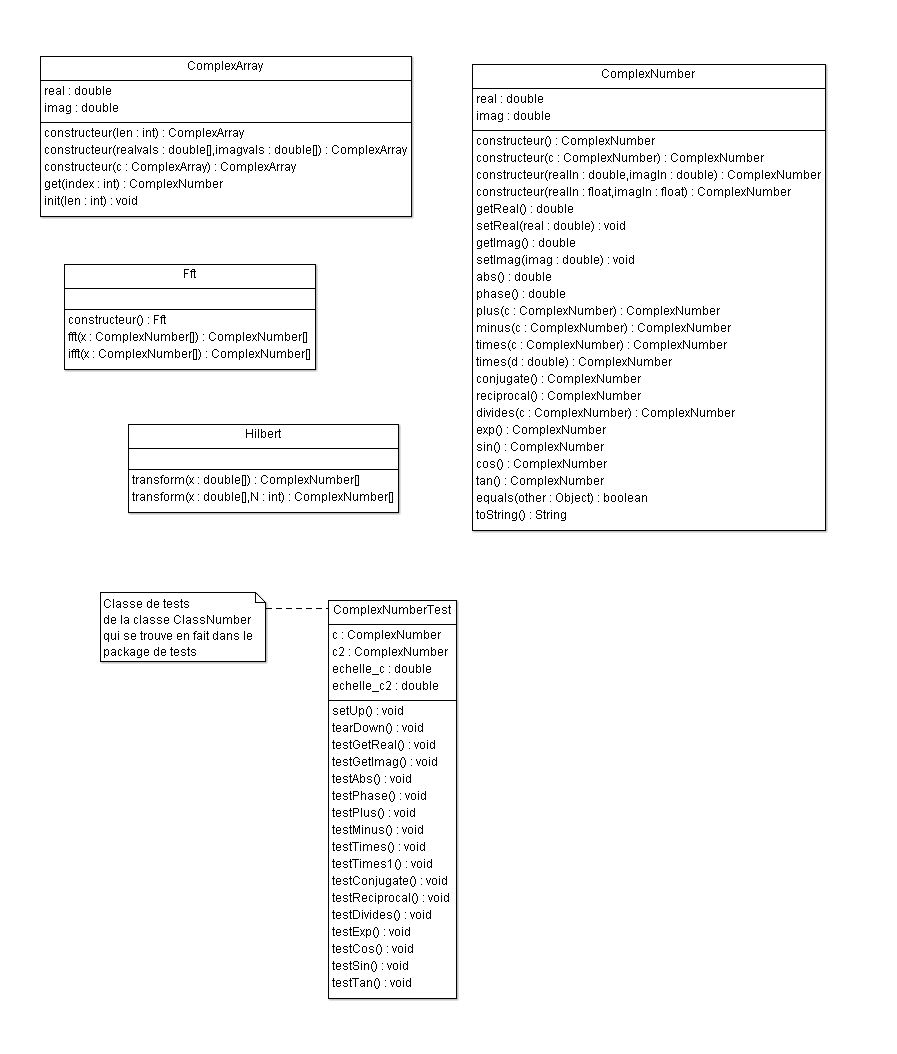 ComplexArray
real : double
imag : double
constructeur(len : int) : ComplexArray
constructeur(realvals : double[],imagvals : double[]) : ComplexArray
constructeur(c : ComplexArray) : ComplexArray
get(index : int) : ComplexNumber
init(len : int) : void
ComplexNumber
real : double
imag : double
constructeur() : ComplexNumber
constructeur(c : ComplexNumber) : ComplexNumber
constructeur(realIn : double,imagIn : double) : ComplexNumber
constructeur(realIn : float,imagIn : float) : ComplexNumber
getReal() : double
setReal(real : double) : void
getImag() : double
setImag(imag : double) : void
abs() : double
phase() : double
plus(c : ComplexNumber) : ComplexNumber
minus(c : ComplexNumber) : ComplexNumber
times(c : ComplexNumber) : ComplexNumber
times(d : double) : ComplexNumber
conjugate() : ComplexNumber
reciprocal() : ComplexNumber
divides(c : ComplexNumber) : ComplexNumber
exp() : ComplexNumber
sin() : ComplexNumber
cos() : ComplexNumber
tan() : ComplexNumber
equals(other : Object) : boolean
toString() : String
Fft
constructeur() : Fft
fft(x : ComplexNumber[]) : ComplexNumber[]
ifft(x : ComplexNumber[]) : ComplexNumber[]
Hilbert
transform(x : double[]) : ComplexNumber[]
transform(x : double[],N : int) : ComplexNumber[]
Classe de tests
de la classe ClassNumber
qui se trouve en fait dans le
package de tests
ComplexNumberTest
c : ComplexNumber
c2 : ComplexNumber
echelle_c : double
echelle_c2 : double
setUp() : void
tearDown() : void
testGetReal() : void
testGetImag() : void
testAbs() : void
testPhase() : void
testPlus() : void
testMinus() : void
testTimes() : void
testTimes1() : void
testConjugate() : void
testReciprocal() : void
testDivides() : void
testExp() : void
testCos() : void
testSin() : void
testTan() : void